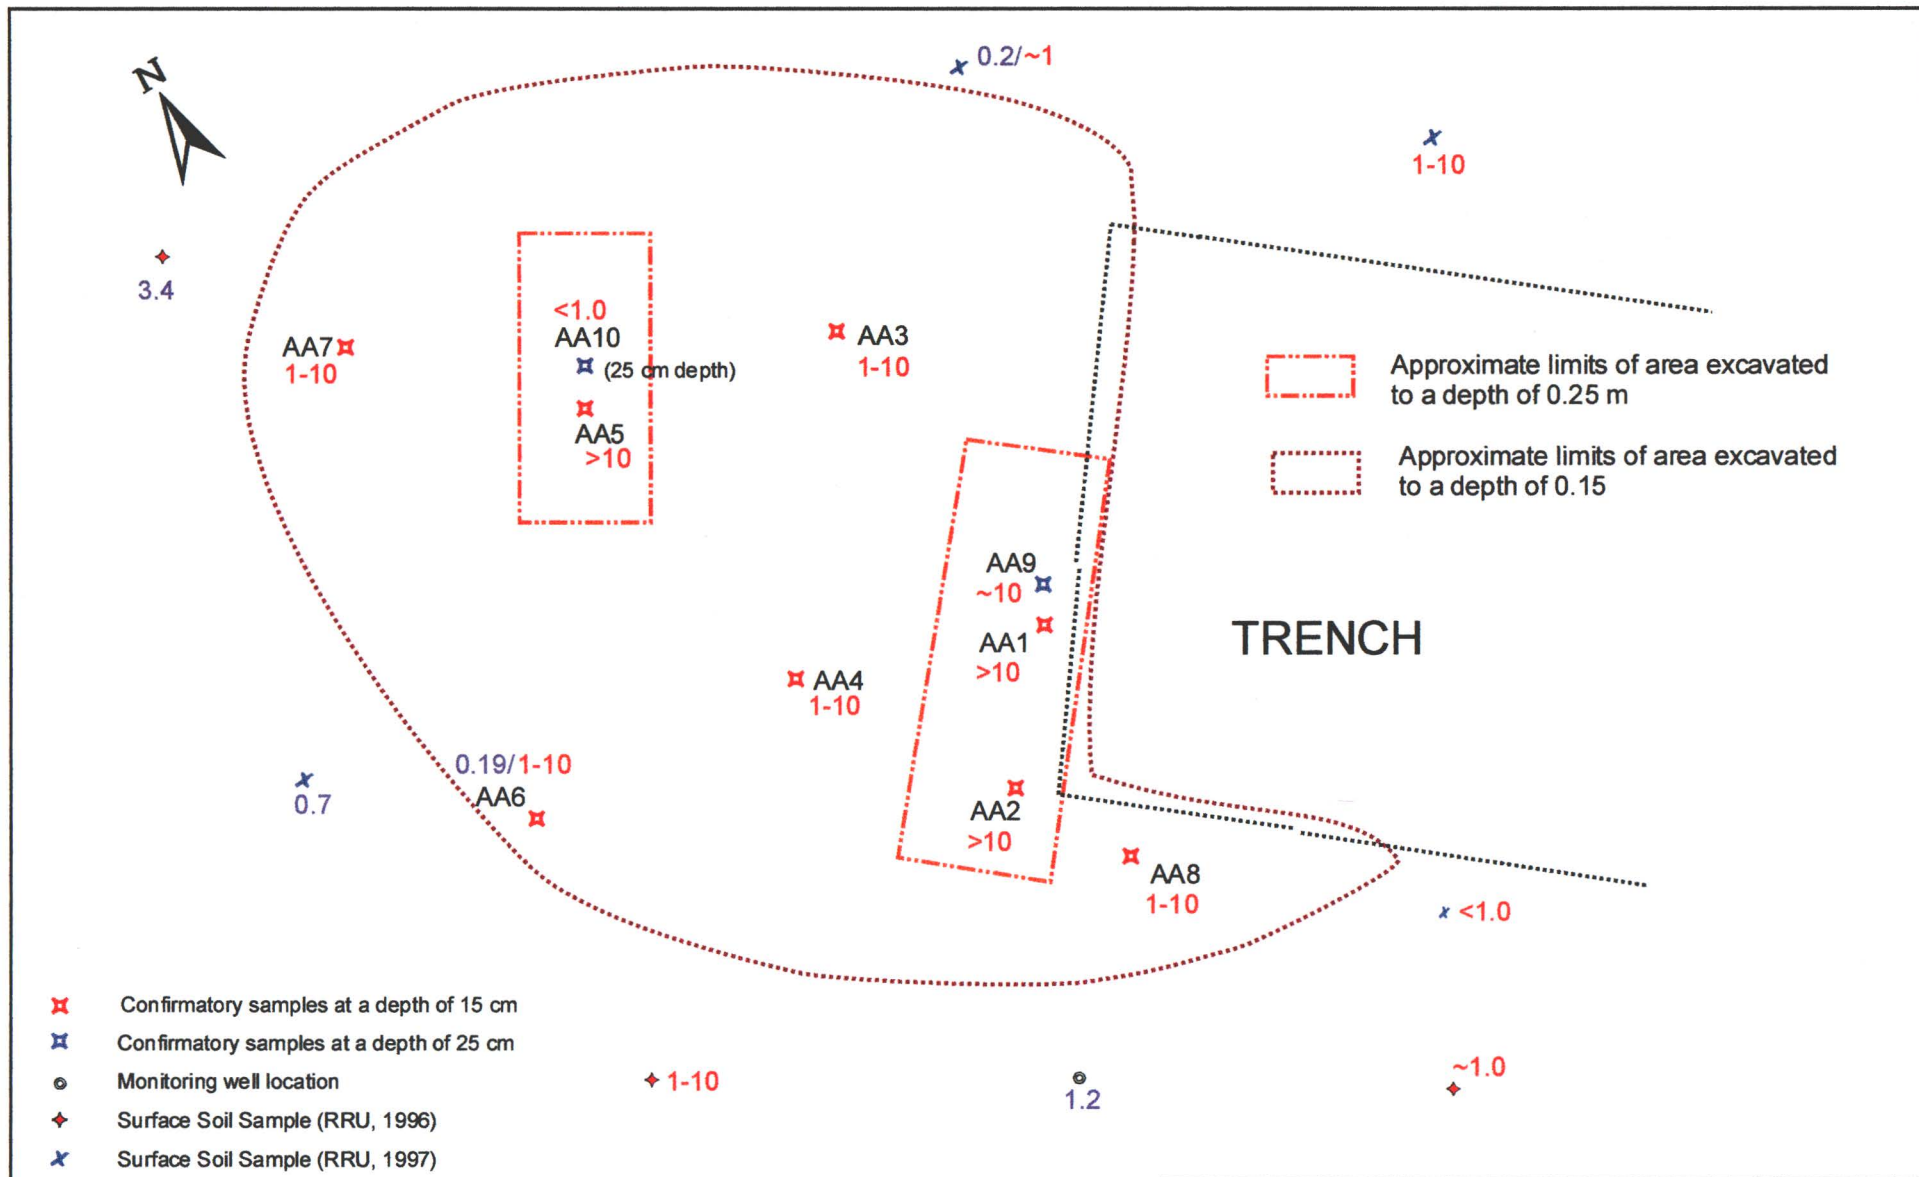 N
0.2/~1
1-10
3.4
<1.0
AA10
(25 cm depth)
AA7
1-10
AA5
>10
AA3
1-10
Approximate limits of area excavated
to a depth of 0.25 m
Approximate limits of area excavated
to a depth of 0.15
AA9
~10
AA1
>10
TRENCH
AA4
1-10
0.19/1-10
AA6
0.7
AA2
>10
AA8
1-10
<1.0
Confirmatory samples at a depth of 15 cm
Confirmatory samples at a depth of 25 cm
Monitoring well location
Surface Soil Sample (RRU, 1996)
Surface Soil Sample (RRU, 1997)
1-10
1.2
~1.0